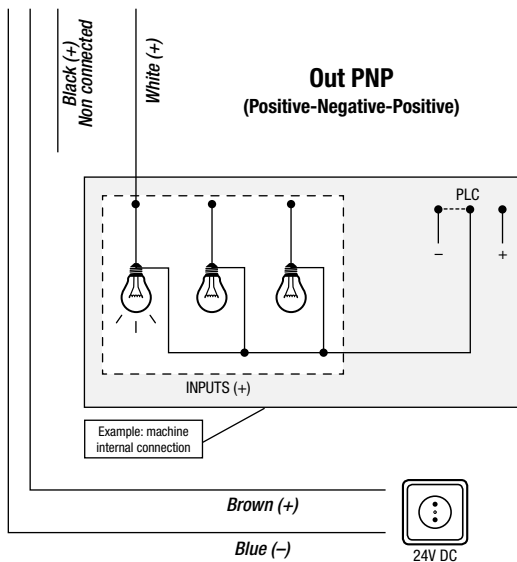 Black (+)
Non connected
White (+)
Out PNP
(Positive-Negative-Positive)
PLC
–
+
INPUTS (+)
Example: machine
internal connection
Brown (+)
Blue (–)
24V DC